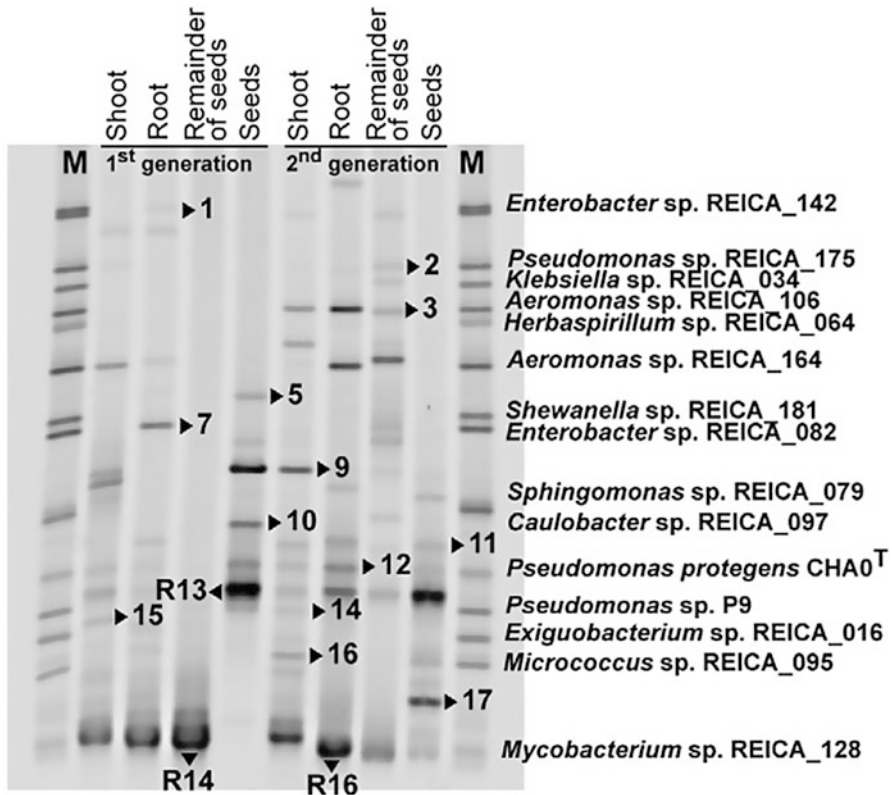 Shoot
Root
Remainder
of seeds
Seeds
Shoot
Root
Remainder
of seeds
Seeds
M
1st generation
2nd generation
M
1
2
3
5
7
9
10
11
12
R13
14
15
16
17
R14
R16
Enterobacter sp. REICA_142
Pseudomonas sp. REICA_175
Klebsiella sp. REICA_034
Aeromonas sp. REICA_106
Herbaspirillum sp. REICA_064
Aeromonas sp. REICA_164
Shewanella sp. REICA_181
Enterobacter sp. REICA_082
Sphingomonas sp. REICA_079
Caulobacter sp. REICA_097
Pseudomonas protegens CHA0T
Pseudomonas sp. P9
Exiguobacterium sp. REICA_016
Micrococcus sp. REICA_095
Mycobacterium sp. REICA_128